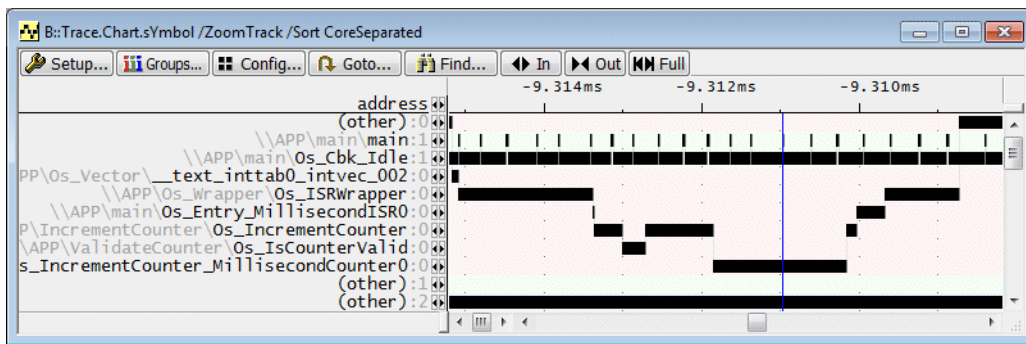 B::Trace.Chart.sYmbol /ZoomTrack /Sort CoreSeparated
Setup... Groups... Config... Goto... Find... In Out Full
-9.314ms -9.312ms -9.310ms
address
(other):0
\\APP\main\main:1
\\APP\main\Os_Cbk_Idle:1
PP\Os_Vector\__text_inttab0_intvec_002:0
\\APP\Os_Wrapper\Os_ISRWrapper:0
\\APP\main\Os_Entry_MillisecondISR0:0
P\IncrementCounter\Os_IncrementCounter:0
\APP\ValidateCounter\Os_IsCounterValid:0
s_IncrementCounter_MillisecondCounter0:0
(other):1
(other):2